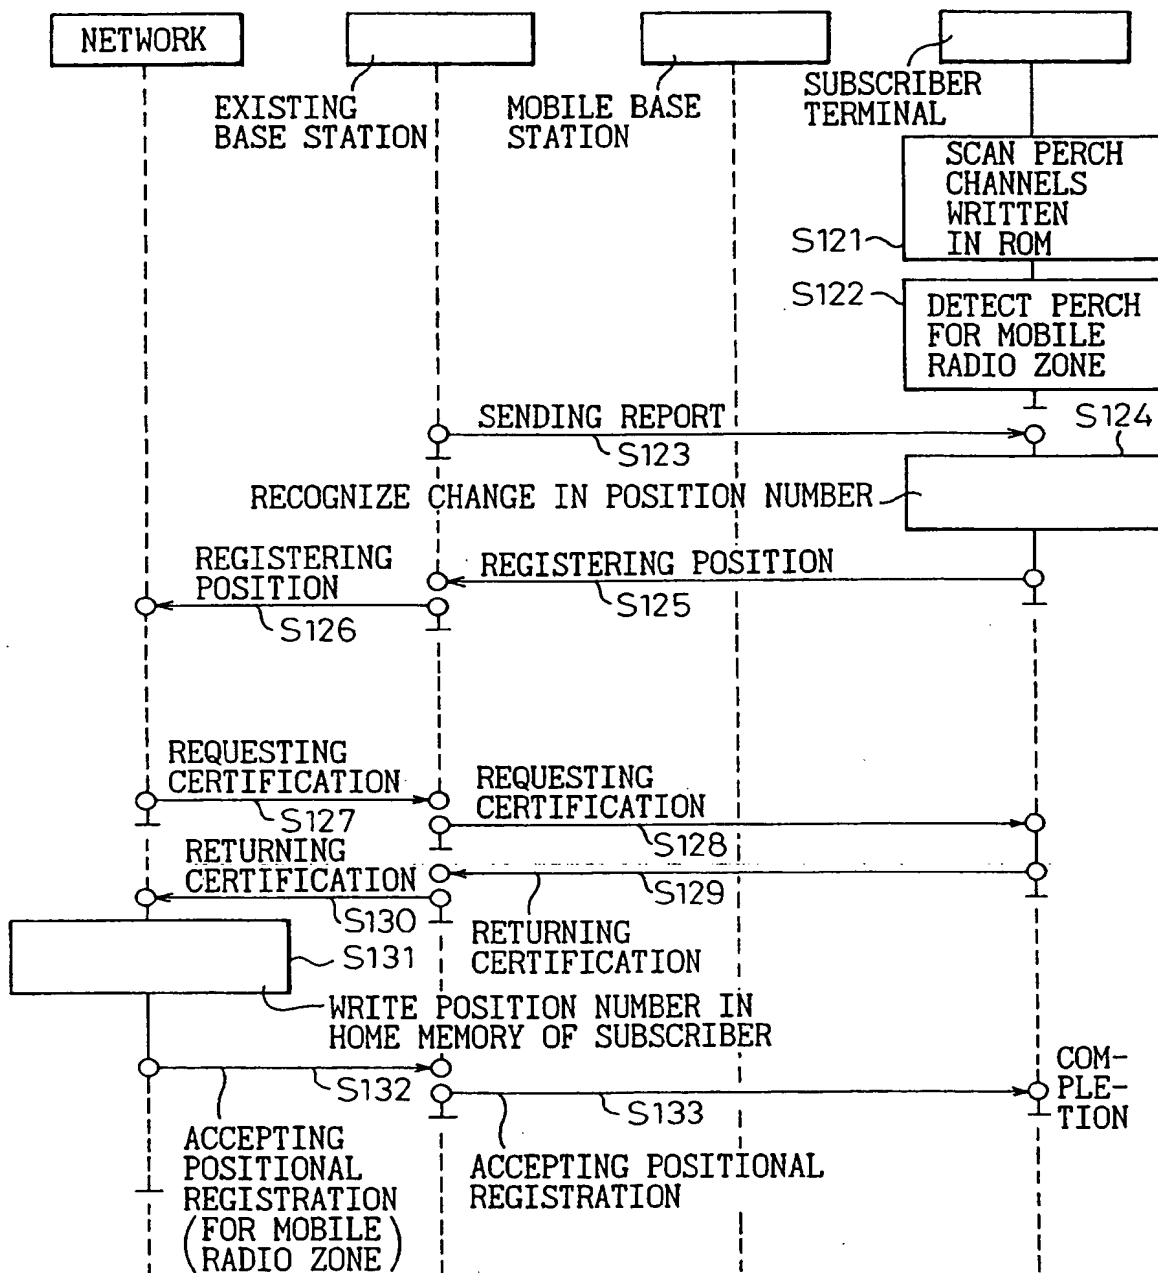 NETWORK
EXISTING
BASE STATION
MOBILE BASE
STATION
SUBSCRIBER
TERMINAL
SCAN PERCH
CHANNELS
WRITTEN
IN ROM
S121
S122
DETECT PERCH
FOR MOBILE
RADIO ZONE
SENDING REPORT
S123
S124
RECOGNIZE CHANGE IN POSITION NUMBER
REGISTERING
POSITION
REGISTERING POSITION
S125
S126
REQUESTING
CERTIFICATION
S127
REQUESTING
CERTIFICATION
S128
RETURNING
CERTIFICATION
S129
S130
RETURNING
CERTIFICATION
S131
WRITE POSITION NUMBER IN
HOME MEMORY OF SUBSCRIBER
S132
S133
COM-
PLE-
TION
ACCEPTING
POSITIONAL
REGISTRATION
(FOR MOBILE
RADIO ZONE)
ACCEPTING POSITIONAL
REGISTRATION